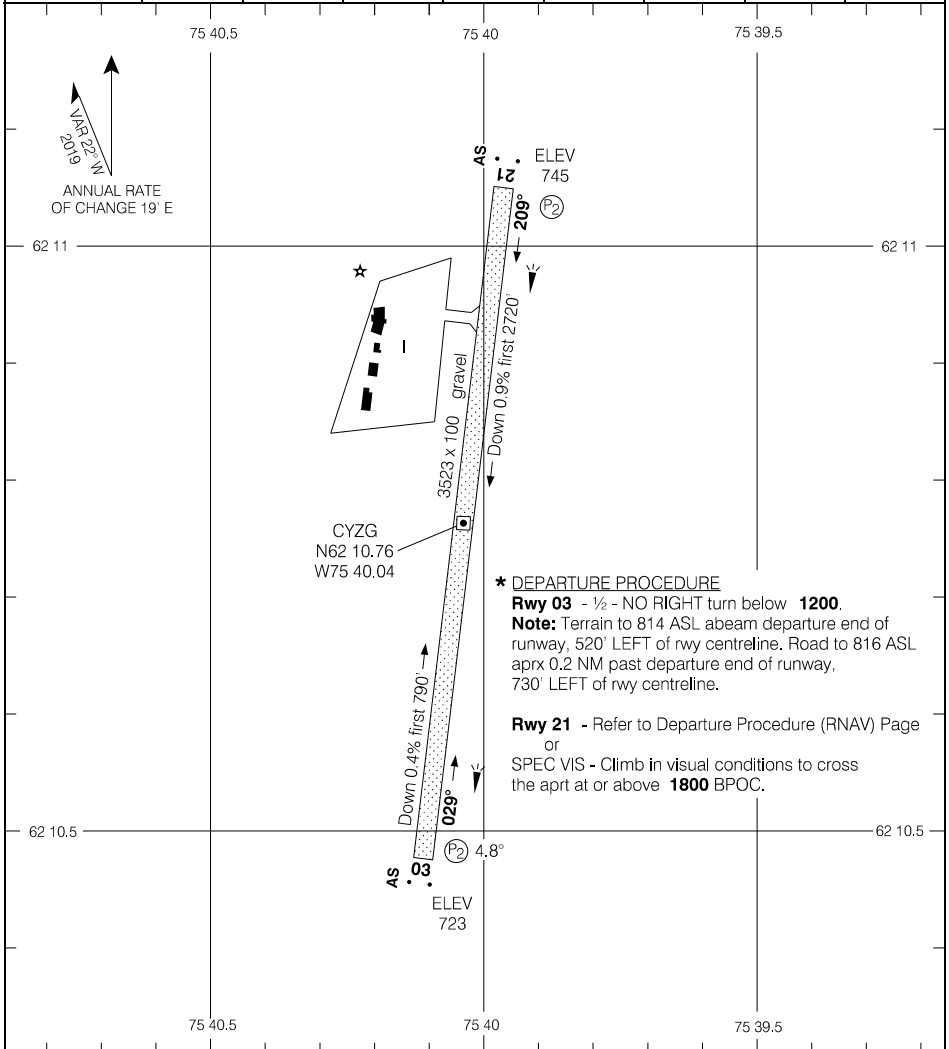 75 40.5
75 40
75 39.5
VAR 22° W
2019
ANNUAL RATE
OF CHANGE 19' E
AS
21
ELEV
745
209°
P2
62 11
62 11
Down 0.9% first 2720'
I
3523 x 100 gravel
CYZG
N62 10.76
W75 40.04
* DEPARTURE PROCEDURE
Rwy 03 - ½ - NO RIGHT turn below 1200.
Note: Terrain to 814 ASL abeam departure end of
runway, 520' LEFT of rwy centreline. Road to 816 ASL
aprx 0.2 NM past departure end of runway,
730' LEFT of rwy centreline.
Rwy 21 - Refer to Departure Procedure (RNAV) Page
or
SPEC VIS - Climb in visual conditions to cross
the aprt at or above 1800 BPOC.
Down 0.4% first 790'
029°
62 10.5
62 10.5
P2 4.8°
AS
03
ELEV
723
75 40.5
75 40
75 39.5